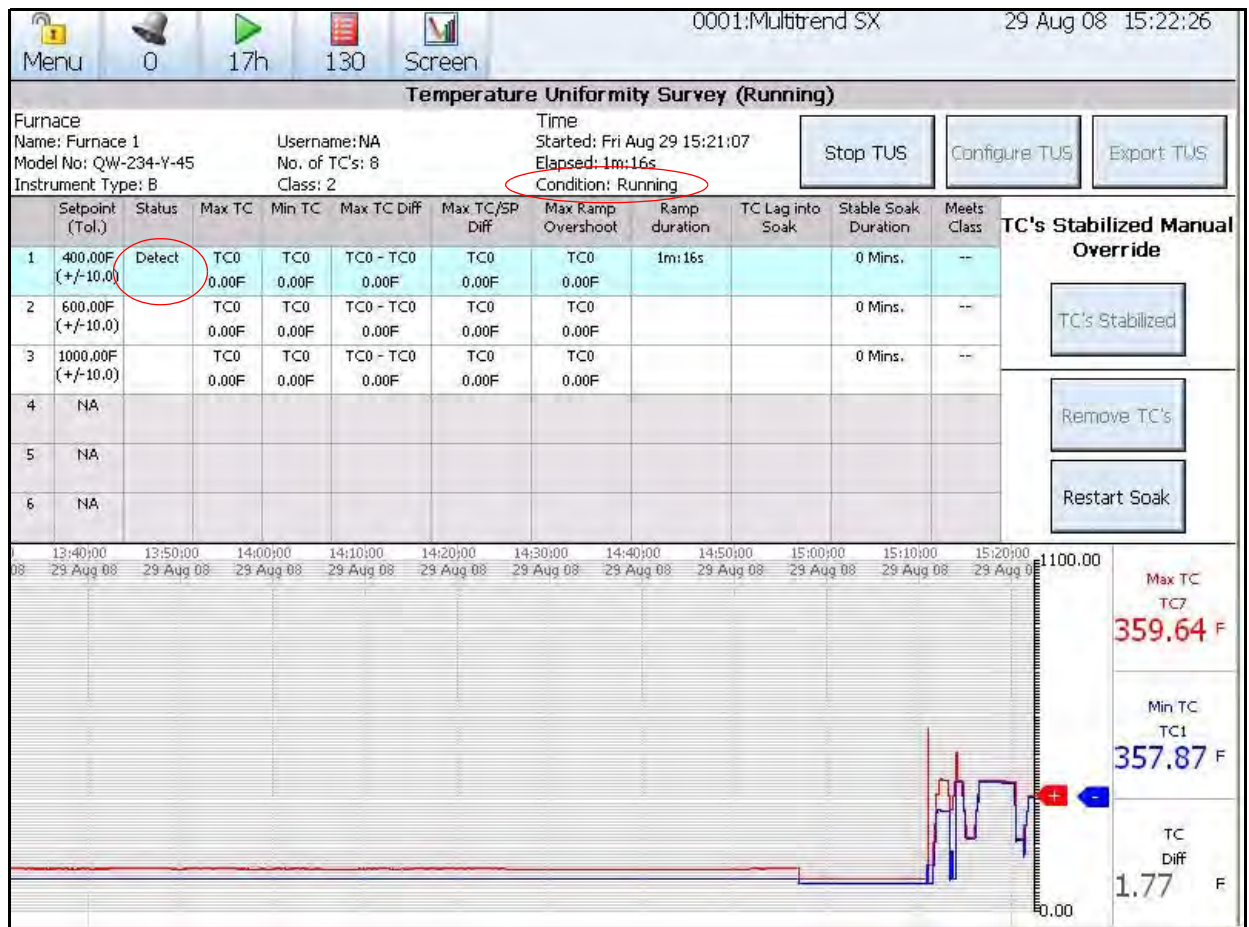 0001:Multitrend SX 29 Aug 08 15:22:26
Menu 0 17h 130 Screen
Temperature Uniformity Survey (Running)
Furnace
Name: Furnace 1
Model No: QW-234-Y-45
Instrument Type: B
Username:NA
No. of TC's: 8
Class: 2
Time
Started: Fri Aug 29 15:21:07
Elapsed: 1m:16s
Condition: Running
Stop TUS
Configure TUS
Export TUS
Setpoint (Tol.) Status Max TC Min TC Max TC Diff Max TC/SP Diff Max Ramp Overshoot Ramp duration TC Lag into Soak Stable Soak Duration Meets Class
1 400.00F Detect TC0 TC0 TC0 - TC0 TC0 TC0 1m:16s 0 Mins. --
(+/-10.0) 0.00F 0.00F 0.00F 0.00F 0.00F
2 600.00F TC0 TC0 TC0 - TC0 TC0 TC0 0 Mins. --
(+/-10.0) 0.00F 0.00F 0.00F 0.00F 0.00F
3 1000.00F TC0 TC0 TC0 - TC0 TC0 TC0 0 Mins. --
(+/-10.0) 0.00F 0.00F 0.00F 0.00F 0.00F
4 NA
5 NA
6 NA
TC's Stabilized Manual
Override
TC's Stabilized
Remove TC's
Restart Soak
13:40:00 13:50:00 14:00:00 14:10:00 14:20:00 14:30:00 14:40:00 14:50:00 15:00:00 15:10:00 15:20:00
08 29 Aug 08 29 Aug 08 29 Aug 08 29 Aug 08 29 Aug 08 29 Aug 08 29 Aug 08 29 Aug 08 29 Aug 08 29 Aug 08 29 Aug 0
1100.00
0.00
Max TC
TC7
359.64 F
Min TC
TC1
357.87 F
TC
Diff
1.77 F